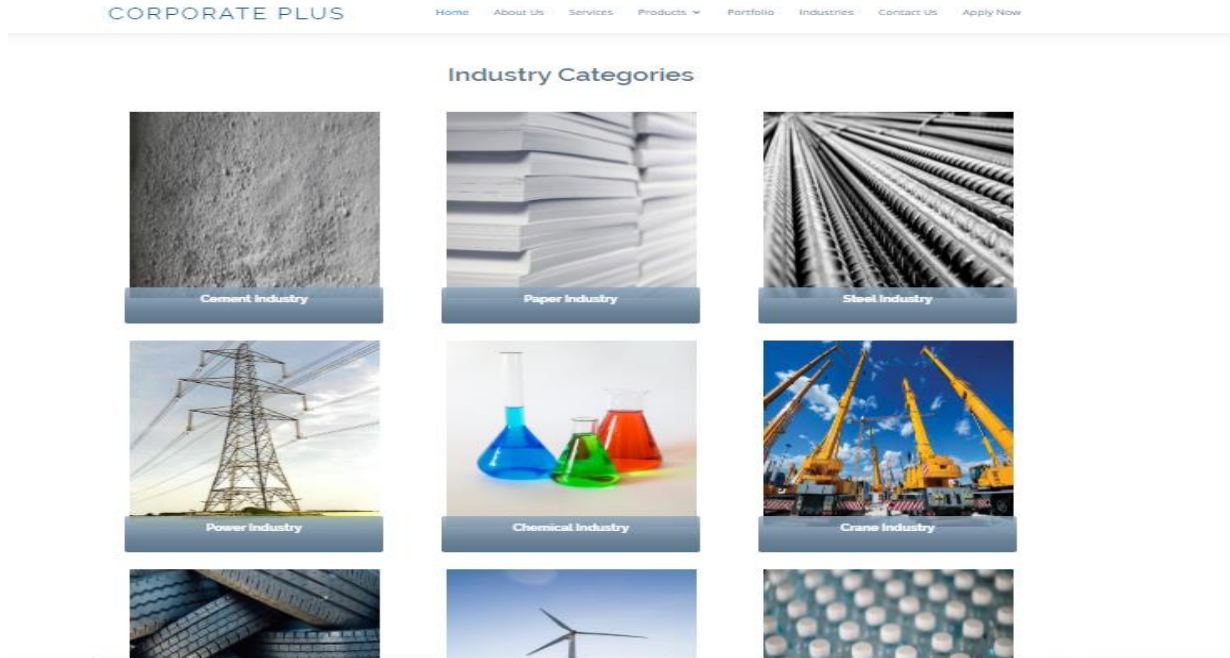 CORPORATE PLUS
Home About Us Services Products Portfolio Industries Contact Us Apply Now
Industry Categories
Cement Industry Paper Industry Steel Industry
Power Industry Chemical Industry Crane Industry